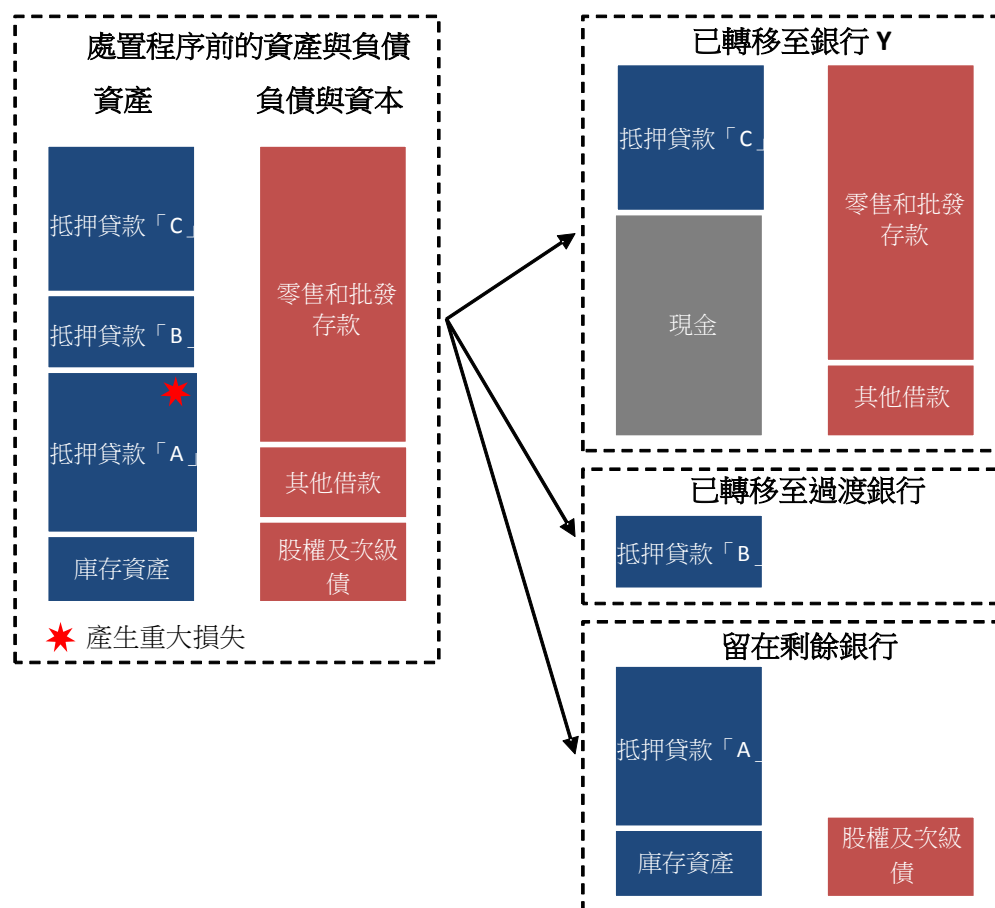 處置程序前的資產與負債
資產
負債與資本
抵押貸款「C」
抵押貸款「B」
抵押貸款「A」
庫存資產
零售和批發
存款
其他借款
股權及次級
債
產生重大損失
已轉移至銀行 Y
抵押貸款「C」
現金
零售和批發
存款
其他借款
已轉移至過渡銀行
抵押貸款「B」
留在剩餘銀行
抵押貸款「A」
庫存資產
股權及次級
債